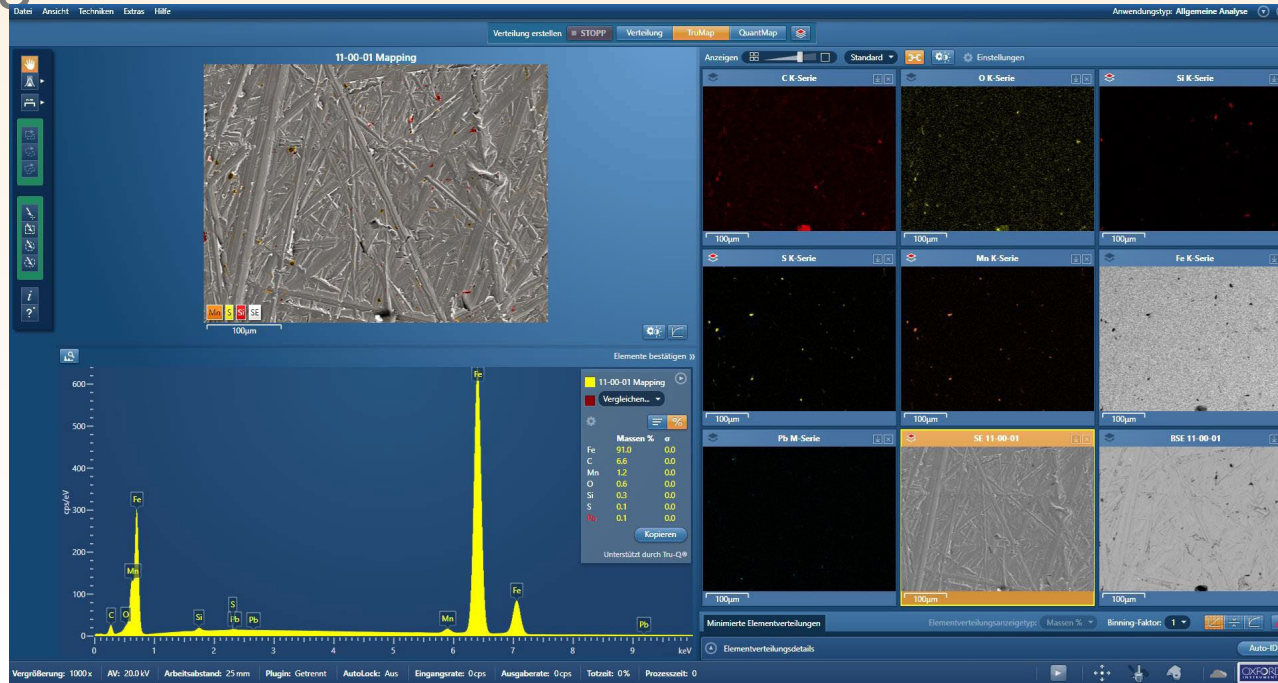 Datei Ansicht Techniken Extras Hilfe
Anwendungstyp: Allgemeine Analyse
Verteilung erstellen STOPP Verteilung TruMap QuantMap
11-00-01 Mapping
Mn S Si SE
100µm
Elemente bestätigen »
Anzeigen Standard Einstellungen
C K-Serie
O K-Serie
Si K-Serie
100µm
100µm
100µm
S K-Serie
Mn K-Serie
Fe K-Serie
100µm
100µm
100µm
Pb M-Serie
SE 11-00-01
BSE 11-00-01
100µm
100µm
100µm
cps/eV
600
500
400
300
200
100
0
C O Mn Fe Si S Pb Pb Mn Fe Fe Pb
0 1 2 3 4 5 6 7 8 9 keV
11-00-01 Mapping
Vergleichen...
%
Massen % σ
Fe 91.0 0.0
C 6.6 0.0
Mn 1.2 0.0
O 0.6 0.0
Si 0.3 0.0
S 0.1 0.0
0.1 0.0
Kopieren
Unterstützt durch Tru-Q®
Minimierte Elementverteilungen
Elementverteilungsanzeigetyp: Massen % Binning-Faktor: 1
Elementverteilungsdetails
Auto-ID
Vergrößerung: 1000 x AV: 20.0 kV Arbeitsabstand: 25 mm Plugin: Getrennt AutoLock: Aus Eingangsrate: 0 cps Ausgaberate: 0 cps Totzeit: 0% Prozesszeit: 0
OXFORD
INSTRUMENTS